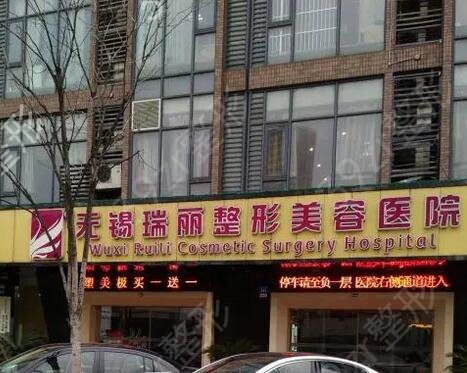 无锡瑞丽整形美容医院
Wuxi Ruili Cosmetic Surgery Hospital
塑美极买一送一
停车请至负一层 医院右侧通道进入